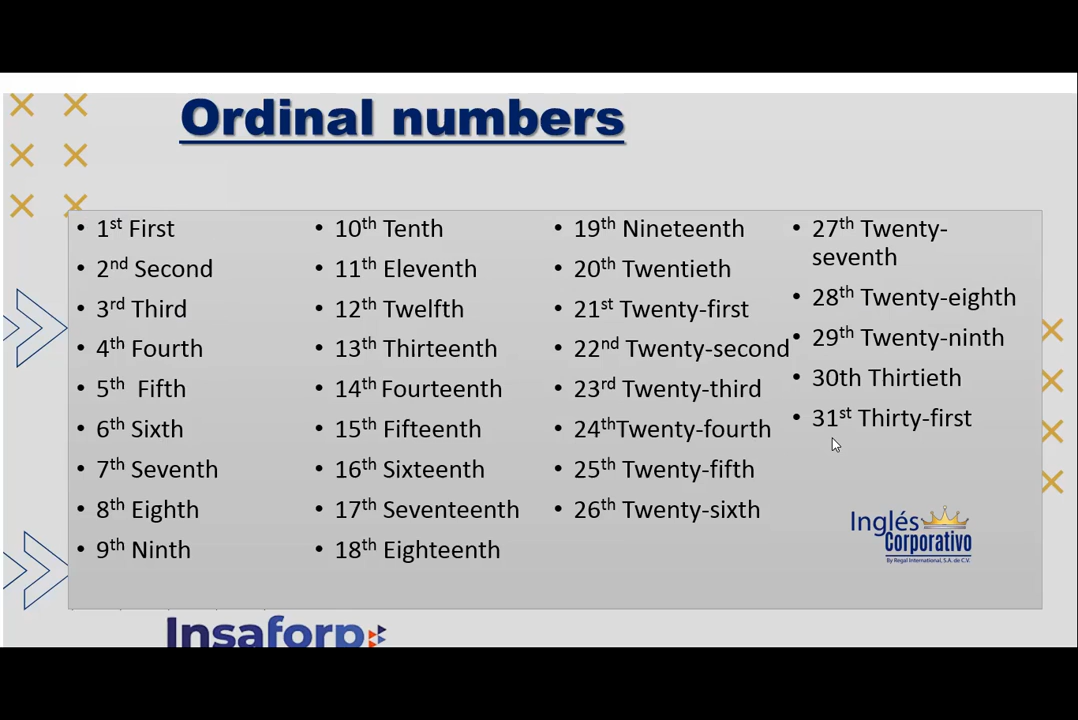 Ordinal numbers
• 1st First
• 2nd Second
• 3rd Third
• 4th Fourth
• 5th  Fifth
• 6th Sixth
• 7th Seventh
• 8th Eighth
• 9th Ninth
• 10th Tenth
• 11th Eleventh
• 12th Twelfth
• 13th Thirteenth
• 14th Fourteenth
• 15th Fifteenth
• 16th Sixteenth
• 17th Seventeenth
• 18th Eighteenth
• 19th Nineteenth
• 20th Twentieth
• 21st Twenty-first
• 22nd Twenty-second
• 23rd Twenty-third
• 24thTwenty-fourth
• 25th Twenty-fifth
• 26th Twenty-sixth
• 27th Twenty-
seventh
• 28th Twenty-eighth
• 29th Twenty-ninth
• 30th Thirtieth
• 31st Thirty-first
Inglés
Corporativo
By Regal International, S.A. de C.V.
Insaforp